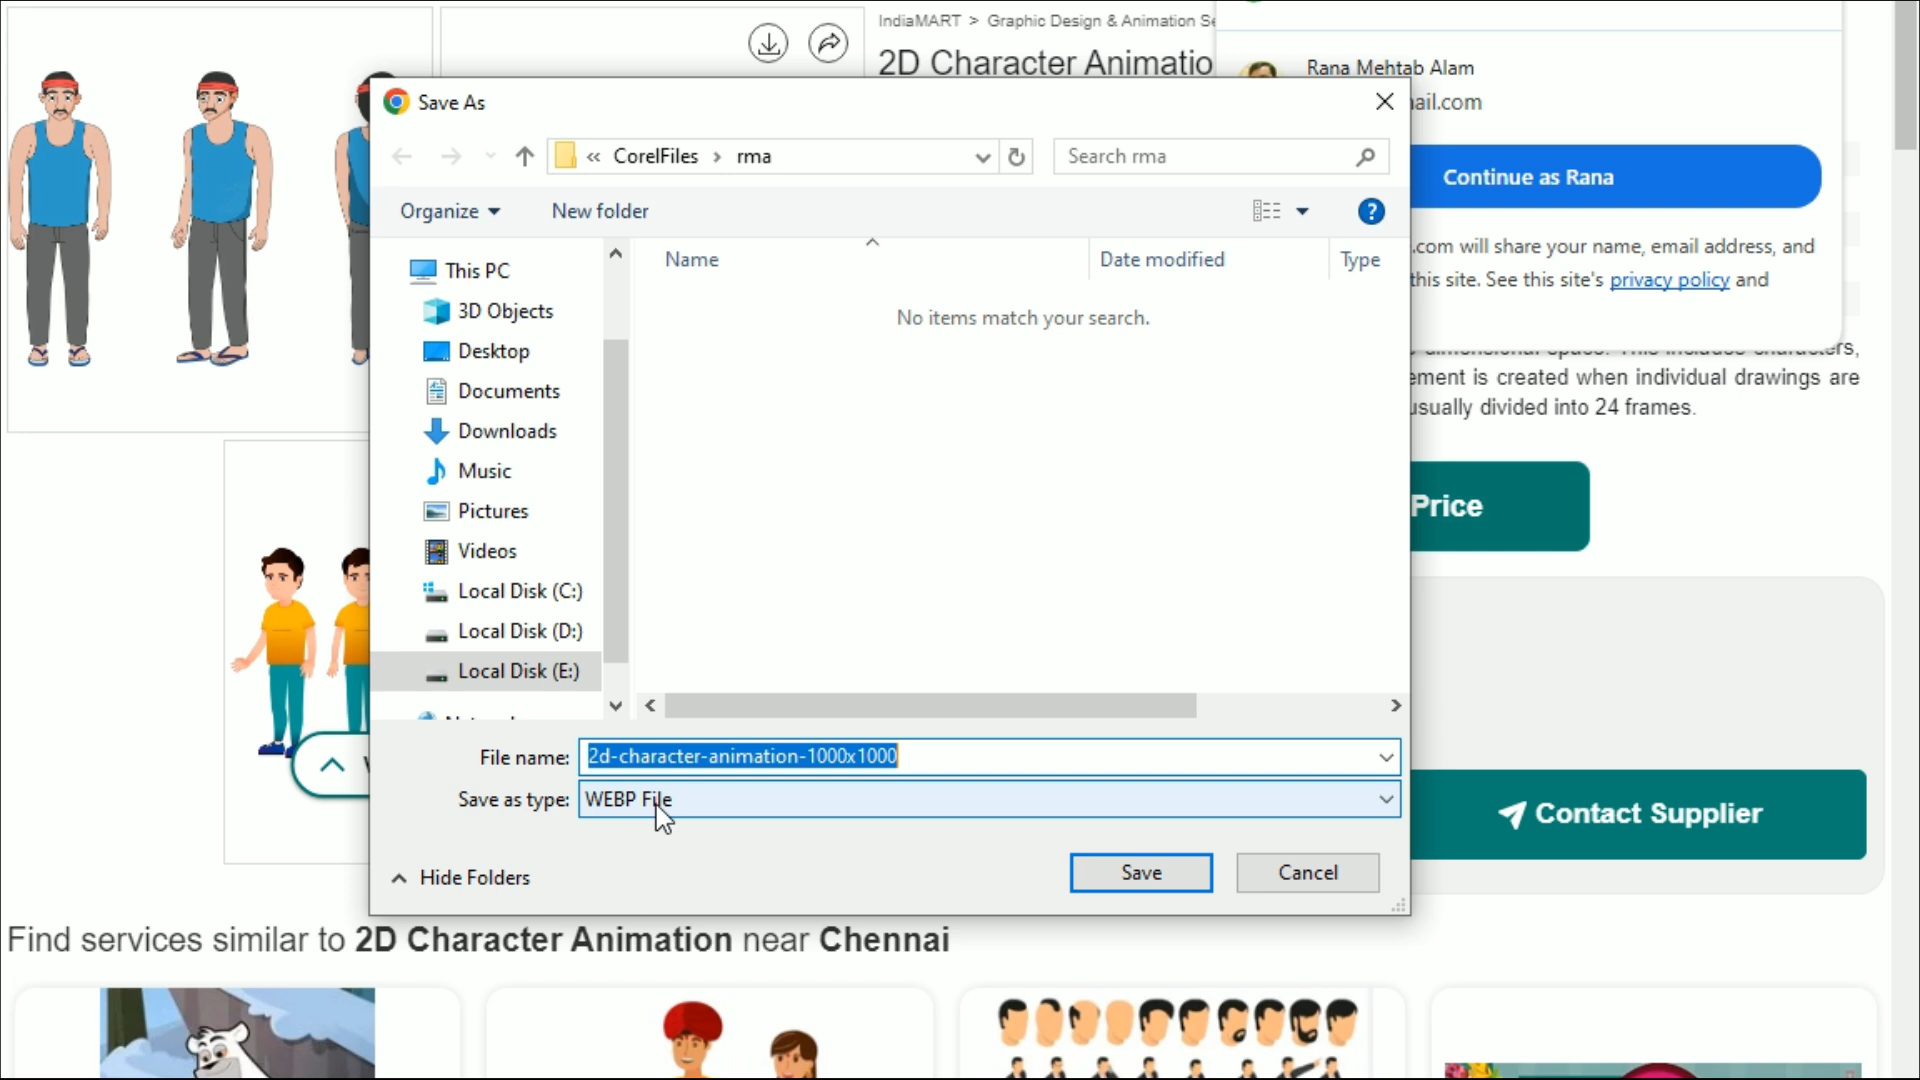 IndiaMART > Graphic Design & Animation Se
2D Character Animatio
Rana Mehtab Alam
ail.com
Continue as Rana
.com will share your name, email address, and
this site. See this site's privacy policy and
dimensional space. This includes characters,
ement is created when individual drawings are
usually divided into 24 frames.
Price
Contact Supplier
Save As
« CorelFiles › rma
Search rma
Organize
New folder
?
This PC
3D Objects
Desktop
Documents
Downloads
Music
Pictures
Videos
Local Disk (C:)
Local Disk (D:)
Local Disk (E:)
Name
Date modified
Type
No items match your search.
File name: 2d-character-animation-1000x1000
Save as type: WEBP File
Hide Folders
Save
Cancel
Find services similar to 2D Character Animation near Chennai